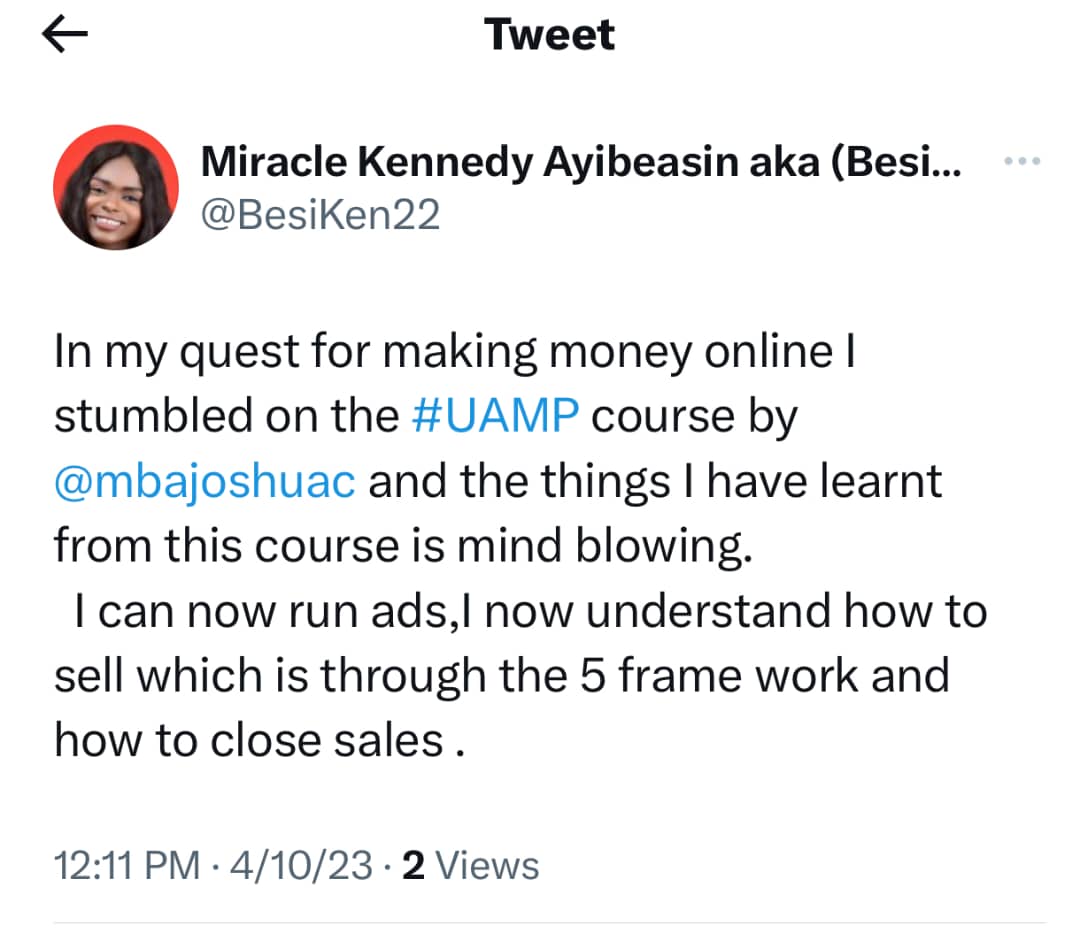 Tweet
Miracle Kennedy Ayibeasin aka (Besi...
@BesiKen22
In my quest for making money online I
stumbled on the #UAMP course by
@mbajoshuac and the things I have learnt
from this course is mind blowing.
I can now run ads,I now understand how to
sell which is through the 5 frame work and
how to close sales .
12:11 PM · 4/10/23 · 2 Views